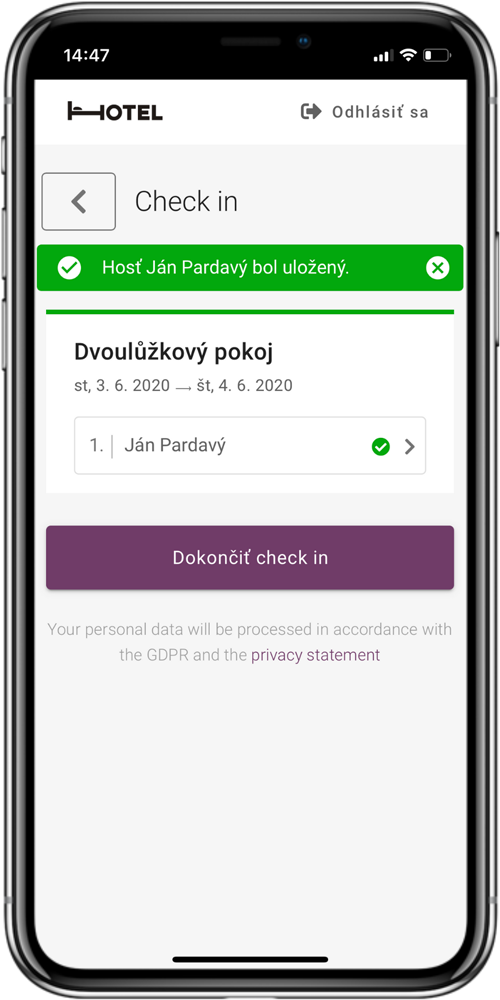 14:47
HOTEL
Odhlásiť sa
Check in
Hosť Ján Pardavý bol uložený.
Dvoulůžkový pokoj
st, 3. 6. 2020 → št, 4. 6. 2020
1. Ján Pardavý
Dokončiť check in
Your personal data will be processed in accordance with
the GDPR and the privacy statement